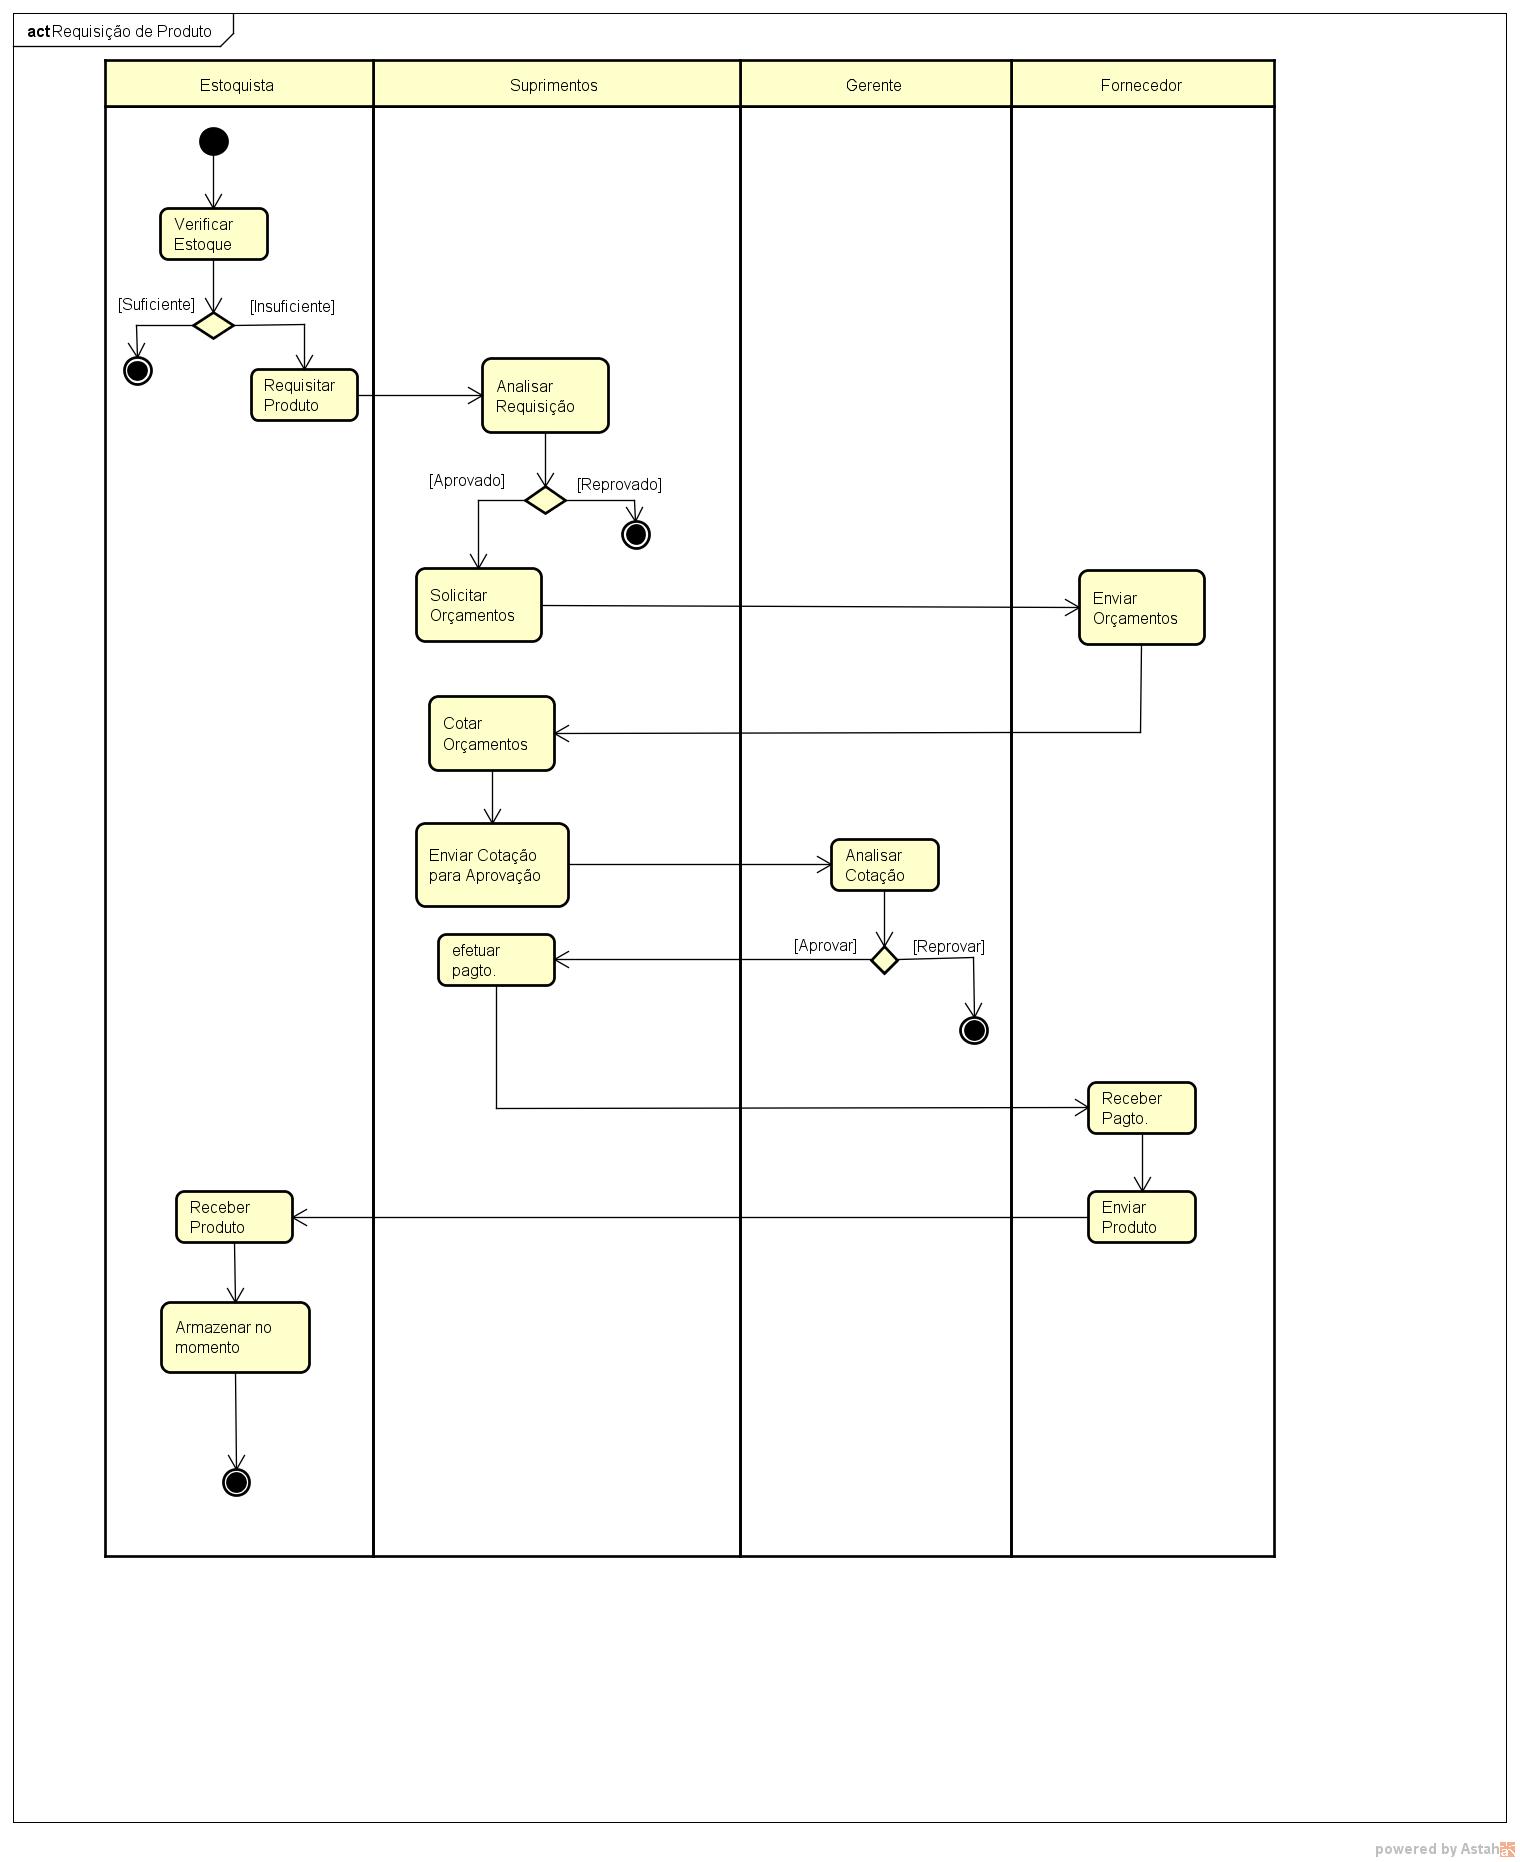 act Requisição de Produto
Estoquista
Suprimentos
Gerente
Fornecedor
Verificar
Estoque
[Suficiente]
[Insuficiente]
Requisitar
Produto
Analisar
Requisição
[Aprovado]
[Reprovado]
Solicitar
Orçamentos
Enviar
Orçamentos
Cotar
Orçamentos
Enviar Cotação
para Aprovação
Analisar
Cotação
[Aprovar]
[Reprovar]
efetuar
pagto.
Receber
Pagto.
Enviar
Produto
Receber
Produto
Armazenar no
momento
powered by Astah